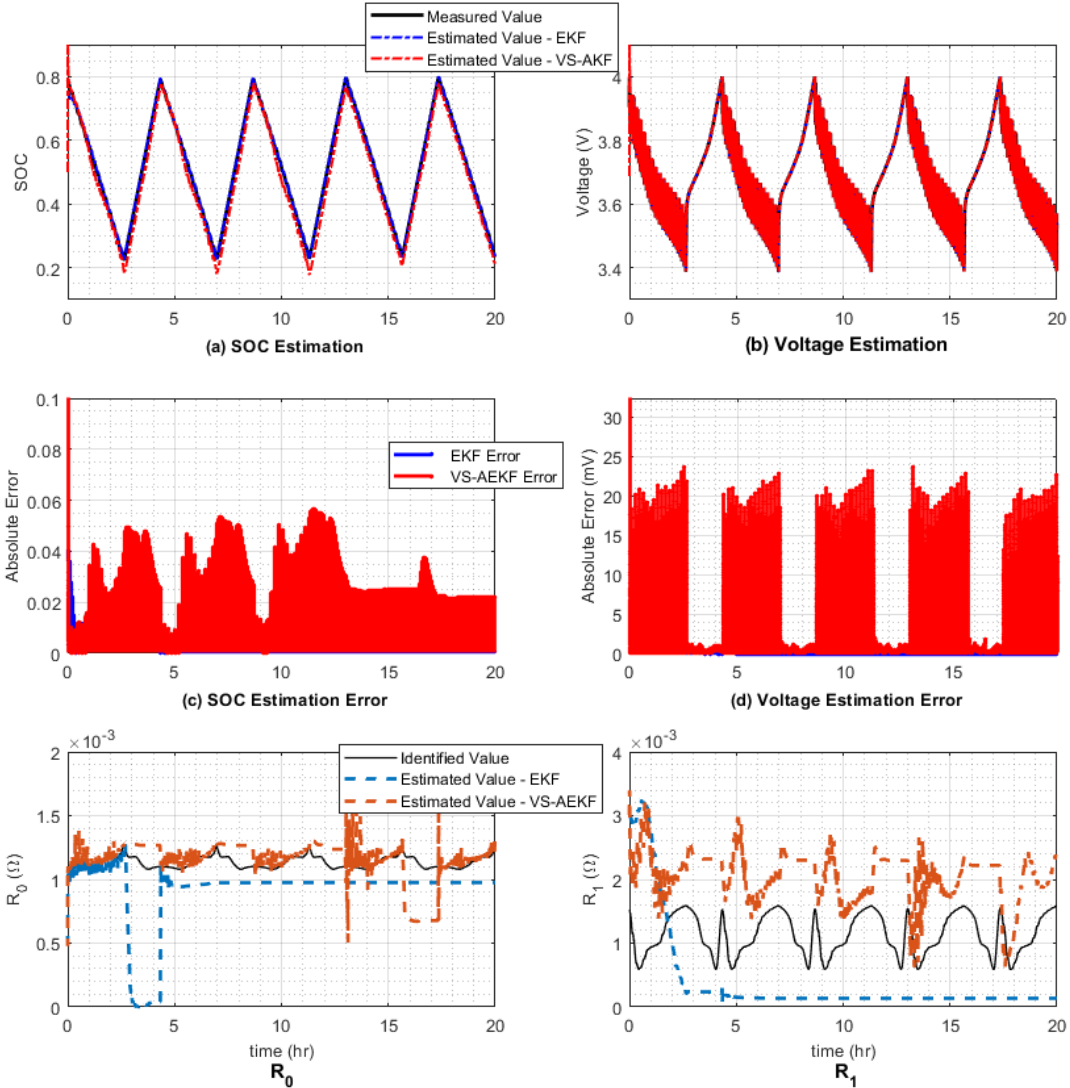 Measured Value
Estimated Value - EKF
Estimated Value - VS-AKF
0.8
0.6
0.4
0.2
SOC
0 5 10 15 20
(a) SOC Estimation
4
3.8
3.6
3.4
Voltage (V)
0 5 10 15 20
(b) Voltage Estimation
0.1
0.08
0.06
0.04
0.02
0
Absolute Error
EKF Error
VS-AEKF Error
0 5 10 15 20
(c) SOC Estimation Error
30
25
20
15
10
5
0
Absolute Error (mV)
0 5 10 15
(d) Voltage Estimation Error
× 10⁻³
2
1.5
1
0.5
0
R₀ (Ω)
Identified Value
Estimated Value - EKF
Estimated Value - VS-AEKF
0 5 10 15 20
time (hr)
R₀
× 10⁻³
4
3
2
1
0
R₁ (Ω)
0 5 10 15 20
time (hr)
R₁